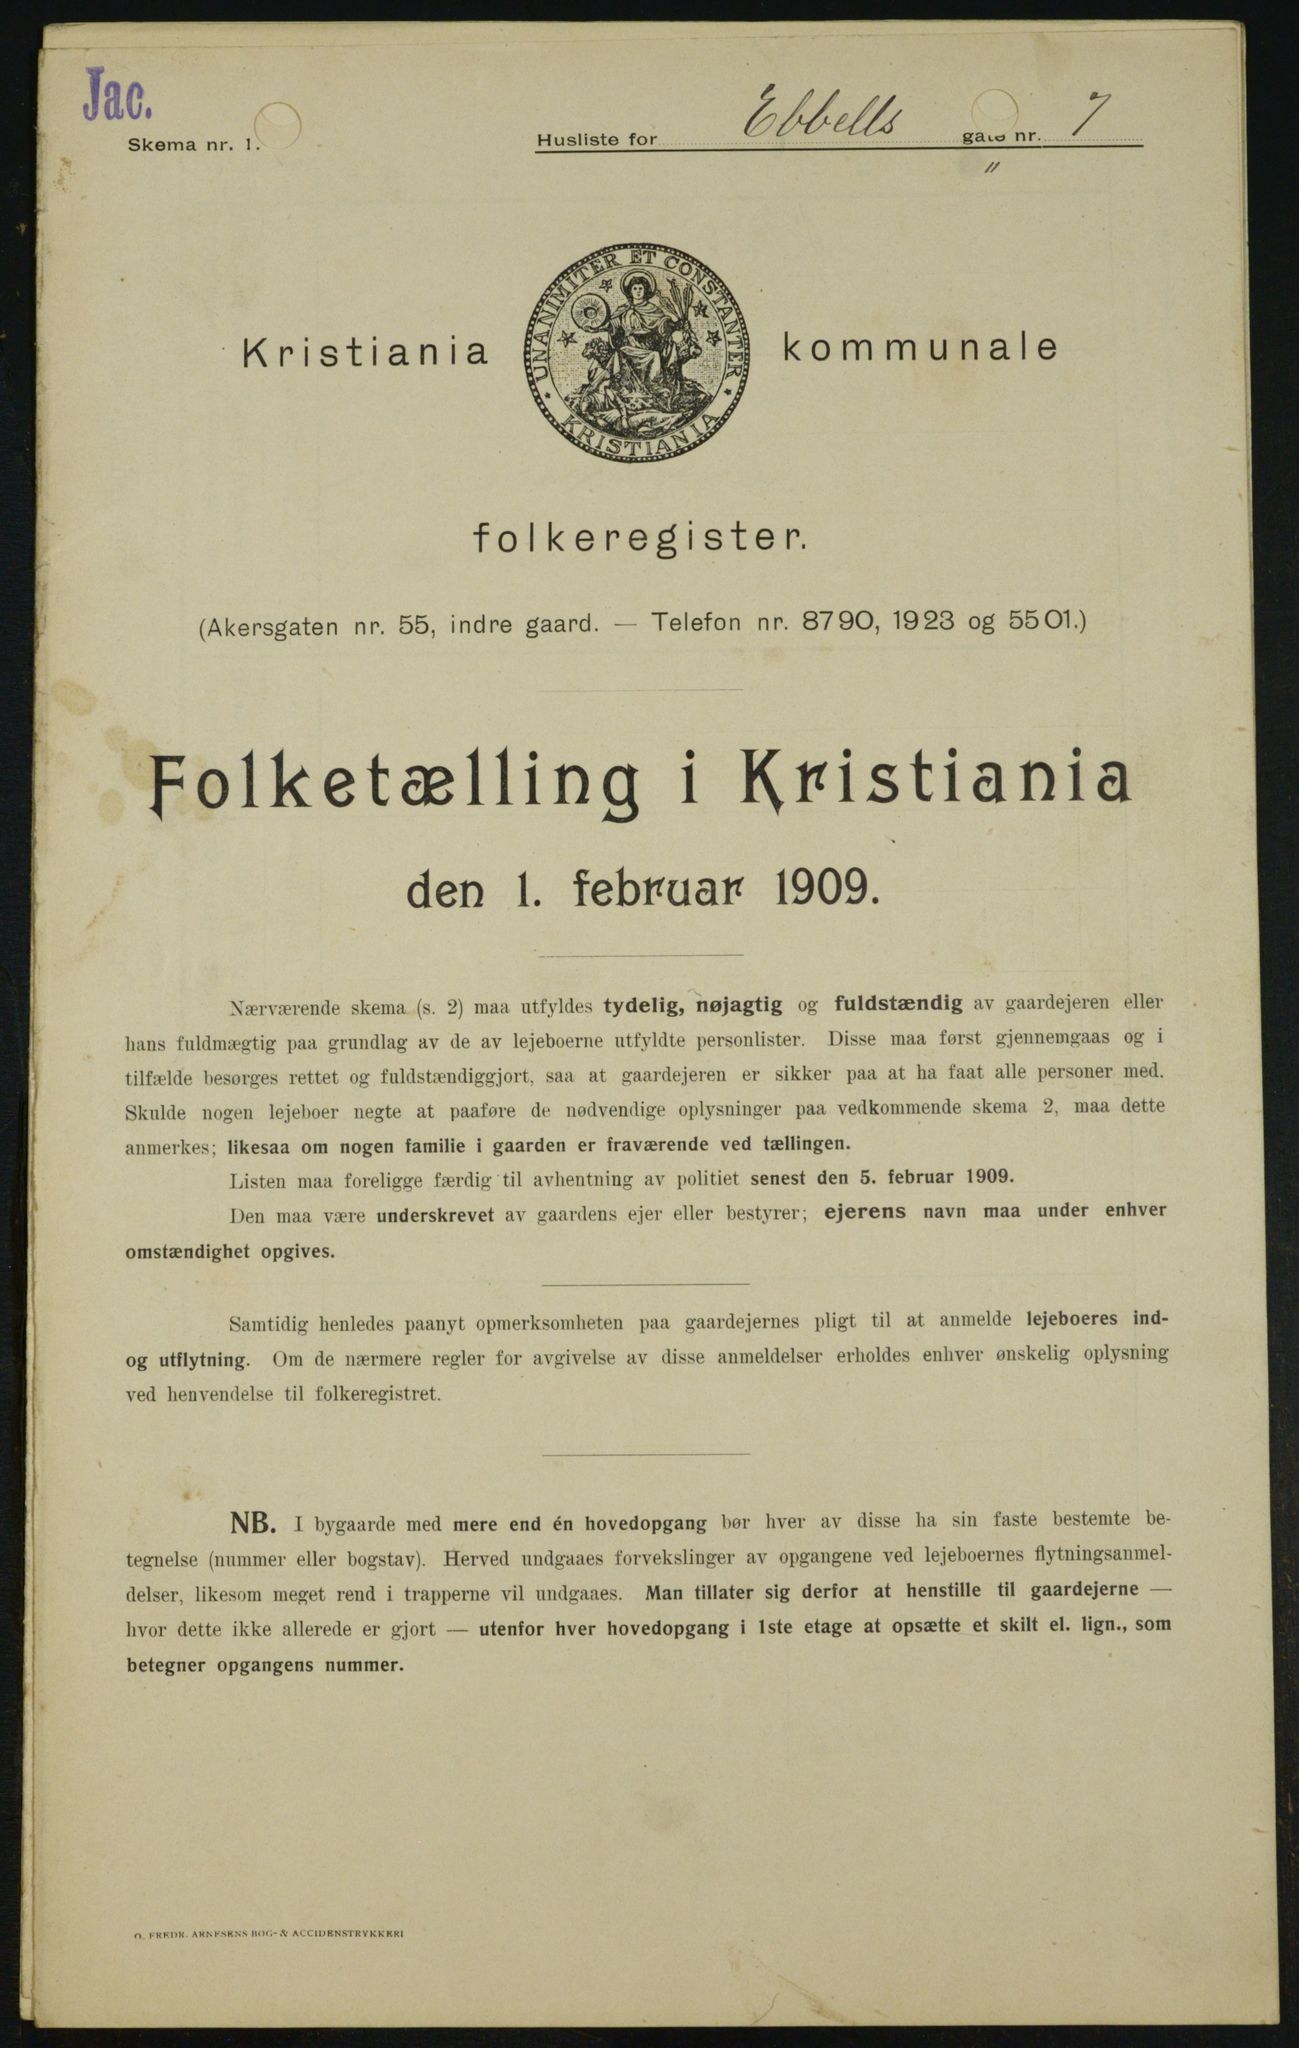 Jac.
Skema nr. 1.
Husliste for Ebbells gate nr. 7
"
UNANIMITER ET CONSTANTER
KRISTIANIA
Kristiania kommunale
folkeregister.
(Akersgaten nr. 55, indre gaard. — Telefon nr. 8790, 1923 og 5501.)
Folketælling i Kristiania
den 1. februar 1909.
Nærværende skema (s. 2) maa utfyldes tydelig, nøjagtig og fuldstændig av gaardejeren eller
hans fuldmægtig paa grundlag av de av lejeboerne utfyldte personlister. Disse maa først gjennemgaas og i
tilfælde besørges rettet og fuldstændiggjort, saa at gaardejeren er sikker paa at ha faat alle personer med.
Skulde nogen lejeboer negte at paaføre de nødvendige oplysninger paa vedkommende skema 2, maa dette
anmerkes; likesaa om nogen familie i gaarden er fraværende ved tællingen.
Listen maa foreligge færdig til avhentning av politiet senest den 5. februar 1909.
Den maa være underskrevet av gaardens ejer eller bestyrer; ejerens navn maa under enhver
omstændighet opgives.
Samtidig henledes paanyt opmerksomheten paa gaardejernes pligt til at anmelde lejeboeres ind-
og utflytning. Om de nærmere regler for avgivelse av disse anmeldelser erholdes enhver ønskelig oplysning
ved henvendelse til folkeregistret.
NB. I bygaarde med mere end én hovedopgang bør hver av disse ha sin faste bestemte be-
tegnelse (nummer eller bogstav). Herved undgaaes forvekslinger av opgangene ved lejeboernes flytningsanmel-
delser, likesom meget rend i trapperne vil undgaaes. Man tillater sig derfor at henstille til gaardejerne —
hvor dette ikke allerede er gjort — utenfor hver hovedopgang i 1ste etage at opsætte et skilt el. lign., som
betegner opgangens nummer.
O. FREDR. ARNESENS BOG- & ACCIDENSTRYKKERI